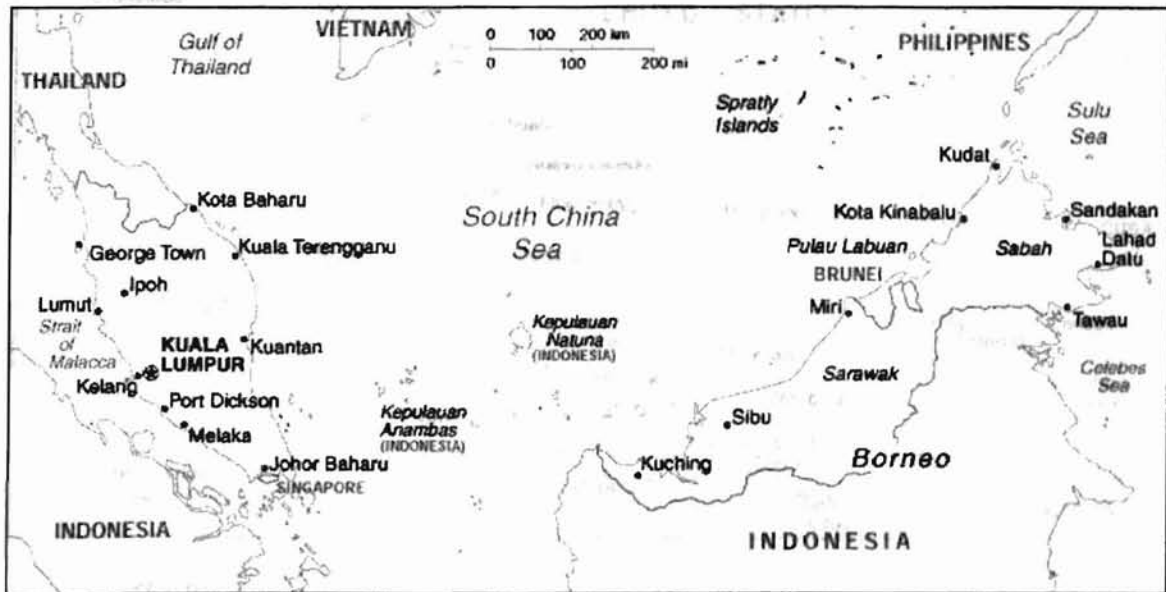 VIETNAM
Gulf of
Thailand
THAILAND
0 100 200 km
0 100 200 mi
PHILIPPINES
Spratly
Islands
Sulu
Sea
Kudat
Kota Baharu
South China
Sea
Kota Kinabalu
Sandakan
George Town
Kuala Terengganu
Pulau Labuan
Sabah
Lahad
Datu
BRUNEI
Ipoh
Lumut
Miri
Tawau
Strait
of
Malacca
KUALA
LUMPUR
Kuantan
Kepulauan
Natuna
(INDONESIA)
Sarawak
Celebes
Sea
Kelang
Port Dickson
Melaka
Kepulauan
Anambas
(INDONESIA)
Sibu
Borneo
Johor Baharu
SINGAPORE
Kuching
INDONESIA
INDONESIA